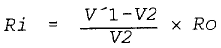 Ri = V´1-V2 / V2 × Ro